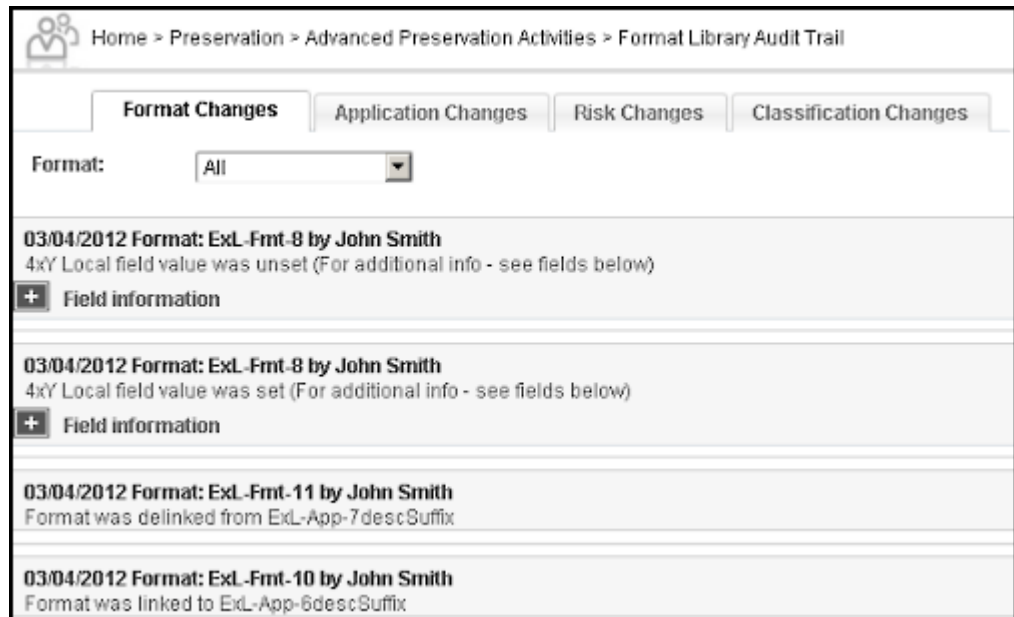 Home > Preservation > Advanced Preservation Activities > Format Library Audit Trail
Format Changes Application Changes Risk Changes Classification Changes
Format: All
03/04/2012 Format: ExL-Fmt-8 by John Smith
4xY Local field value was unset (For additional info - see fields below)
+ Field information
03/04/2012 Format: ExL-Fmt-8 by John Smith
4xY Local field value was set (For additional info - see fields below)
+ Field information
03/04/2012 Format: ExL-Fmt-11 by John Smith
Format was delinked from ExL-App-7descSuffix
03/04/2012 Format: ExL-Fmt-10 by John Smith
Format was linked to ExL-App-6descSuffix